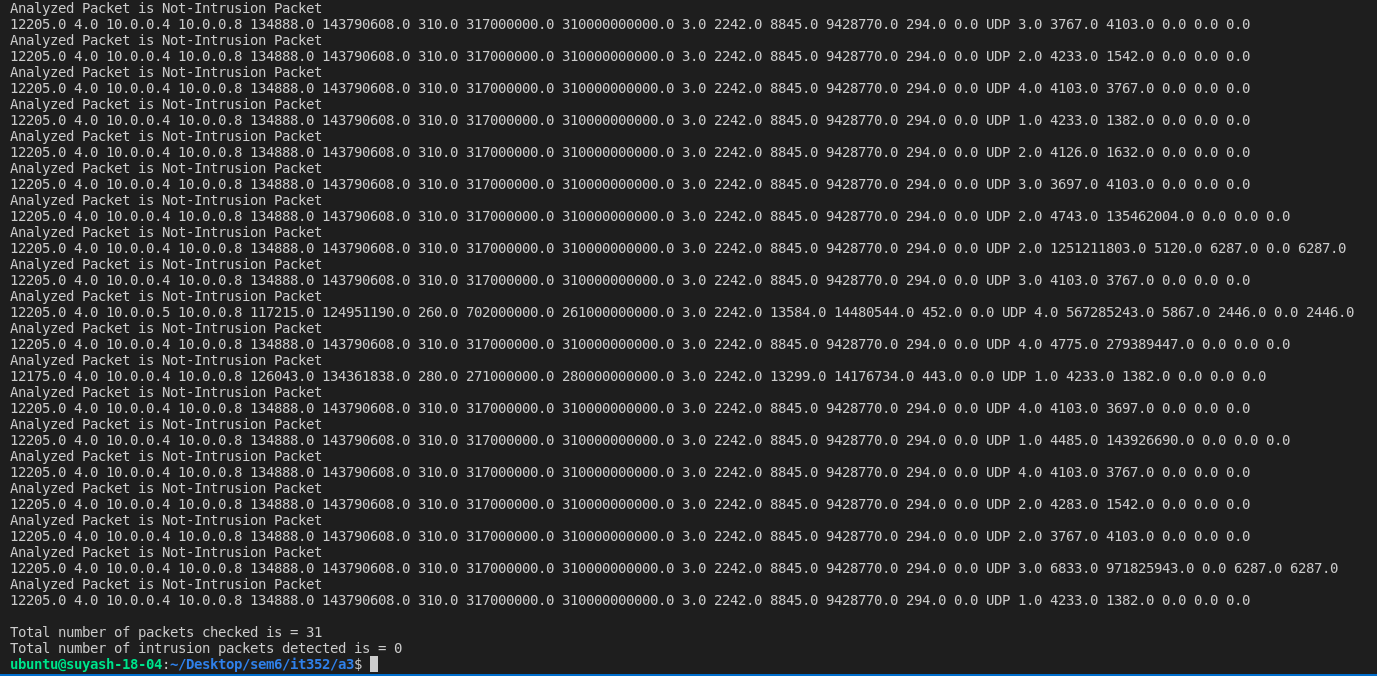 Analyzed Packet is Not-Intrusion Packet
12205.0 4.0 10.0.0.4 10.0.0.8 134888.0 143790608.0 310.0 317000000.0 310000000000.0 3.0 2242.0 8845.0 9428770.0 294.0 0.0 UDP 3.0 3767.0 4103.0 0.0 0.0 0.0
Analyzed Packet is Not-Intrusion Packet
12205.0 4.0 10.0.0.4 10.0.0.8 134888.0 143790608.0 310.0 317000000.0 310000000000.0 3.0 2242.0 8845.0 9428770.0 294.0 0.0 UDP 2.0 4233.0 1542.0 0.0 0.0 0.0
Analyzed Packet is Not-Intrusion Packet
12205.0 4.0 10.0.0.4 10.0.0.8 134888.0 143790608.0 310.0 317000000.0 310000000000.0 3.0 2242.0 8845.0 9428770.0 294.0 0.0 UDP 4.0 4103.0 3767.0 0.0 0.0 0.0
Analyzed Packet is Not-Intrusion Packet
12205.0 4.0 10.0.0.4 10.0.0.8 134888.0 143790608.0 310.0 317000000.0 310000000000.0 3.0 2242.0 8845.0 9428770.0 294.0 0.0 UDP 1.0 4233.0 1382.0 0.0 0.0 0.0
Analyzed Packet is Not-Intrusion Packet
12205.0 4.0 10.0.0.4 10.0.0.8 134888.0 143790608.0 310.0 317000000.0 310000000000.0 3.0 2242.0 8845.0 9428770.0 294.0 0.0 UDP 2.0 4126.0 1632.0 0.0 0.0 0.0
Analyzed Packet is Not-Intrusion Packet
12205.0 4.0 10.0.0.4 10.0.0.8 134888.0 143790608.0 310.0 317000000.0 310000000000.0 3.0 2242.0 8845.0 9428770.0 294.0 0.0 UDP 3.0 3697.0 4103.0 0.0 0.0 0.0
Analyzed Packet is Not-Intrusion Packet
12205.0 4.0 10.0.0.4 10.0.0.8 134888.0 143790608.0 310.0 317000000.0 310000000000.0 3.0 2242.0 8845.0 9428770.0 294.0 0.0 UDP 2.0 4743.0 135462004.0 0.0 0.0 0.0
Analyzed Packet is Not-Intrusion Packet
12205.0 4.0 10.0.0.4 10.0.0.8 134888.0 143790608.0 310.0 317000000.0 310000000000.0 3.0 2242.0 8845.0 9428770.0 294.0 0.0 UDP 2.0 1251211803.0 5120.0 6287.0 0.0 6287.0
Analyzed Packet is Not-Intrusion Packet
12205.0 4.0 10.0.0.4 10.0.0.8 134888.0 143790608.0 310.0 317000000.0 310000000000.0 3.0 2242.0 8845.0 9428770.0 294.0 0.0 UDP 3.0 4103.0 3767.0 0.0 0.0 0.0
Analyzed Packet is Not-Intrusion Packet
12205.0 4.0 10.0.0.5 10.0.0.8 117215.0 124951190.0 260.0 702000000.0 261000000000.0 3.0 2242.0 13584.0 14480544.0 452.0 0.0 UDP 4.0 567285243.0 5867.0 2446.0 0.0 2446.0
Analyzed Packet is Not-Intrusion Packet
12205.0 4.0 10.0.0.4 10.0.0.8 134888.0 143790608.0 310.0 317000000.0 310000000000.0 3.0 2242.0 8845.0 9428770.0 294.0 0.0 UDP 4.0 4775.0 279389447.0 0.0 0.0 0.0
Analyzed Packet is Not-Intrusion Packet
12175.0 4.0 10.0.0.4 10.0.0.8 126043.0 134361838.0 280.0 271000000.0 280000000000.0 3.0 2242.0 13299.0 14176734.0 443.0 0.0 UDP 1.0 4233.0 1382.0 0.0 0.0 0.0
Analyzed Packet is Not-Intrusion Packet
12205.0 4.0 10.0.0.4 10.0.0.8 134888.0 143790608.0 310.0 317000000.0 310000000000.0 3.0 2242.0 8845.0 9428770.0 294.0 0.0 UDP 4.0 4103.0 3697.0 0.0 0.0 0.0
Analyzed Packet is Not-Intrusion Packet
12205.0 4.0 10.0.0.4 10.0.0.8 134888.0 143790608.0 310.0 317000000.0 310000000000.0 3.0 2242.0 8845.0 9428770.0 294.0 0.0 UDP 1.0 4485.0 143926690.0 0.0 0.0 0.0
Analyzed Packet is Not-Intrusion Packet
12205.0 4.0 10.0.0.4 10.0.0.8 134888.0 143790608.0 310.0 317000000.0 310000000000.0 3.0 2242.0 8845.0 9428770.0 294.0 0.0 UDP 4.0 4103.0 3767.0 0.0 0.0 0.0
Analyzed Packet is Not-Intrusion Packet
12205.0 4.0 10.0.0.4 10.0.0.8 134888.0 143790608.0 310.0 317000000.0 310000000000.0 3.0 2242.0 8845.0 9428770.0 294.0 0.0 UDP 2.0 4283.0 1542.0 0.0 0.0 0.0
Analyzed Packet is Not-Intrusion Packet
12205.0 4.0 10.0.0.4 10.0.0.8 134888.0 143790608.0 310.0 317000000.0 310000000000.0 3.0 2242.0 8845.0 9428770.0 294.0 0.0 UDP 2.0 3767.0 4103.0 0.0 0.0 0.0
Analyzed Packet is Not-Intrusion Packet
12205.0 4.0 10.0.0.4 10.0.0.8 134888.0 143790608.0 310.0 317000000.0 310000000000.0 3.0 2242.0 8845.0 9428770.0 294.0 0.0 UDP 3.0 6833.0 971825943.0 0.0 6287.0 6287.0
Analyzed Packet is Not-Intrusion Packet
12205.0 4.0 10.0.0.4 10.0.0.8 134888.0 143790608.0 310.0 317000000.0 310000000000.0 3.0 2242.0 8845.0 9428770.0 294.0 0.0 UDP 1.0 4233.0 1382.0 0.0 0.0 0.0
Total number of packets checked is = 31
Total number of intrusion packets detected is = 0
ubuntu@suyash-18-04:~/Desktop/sem6/it352/a3$